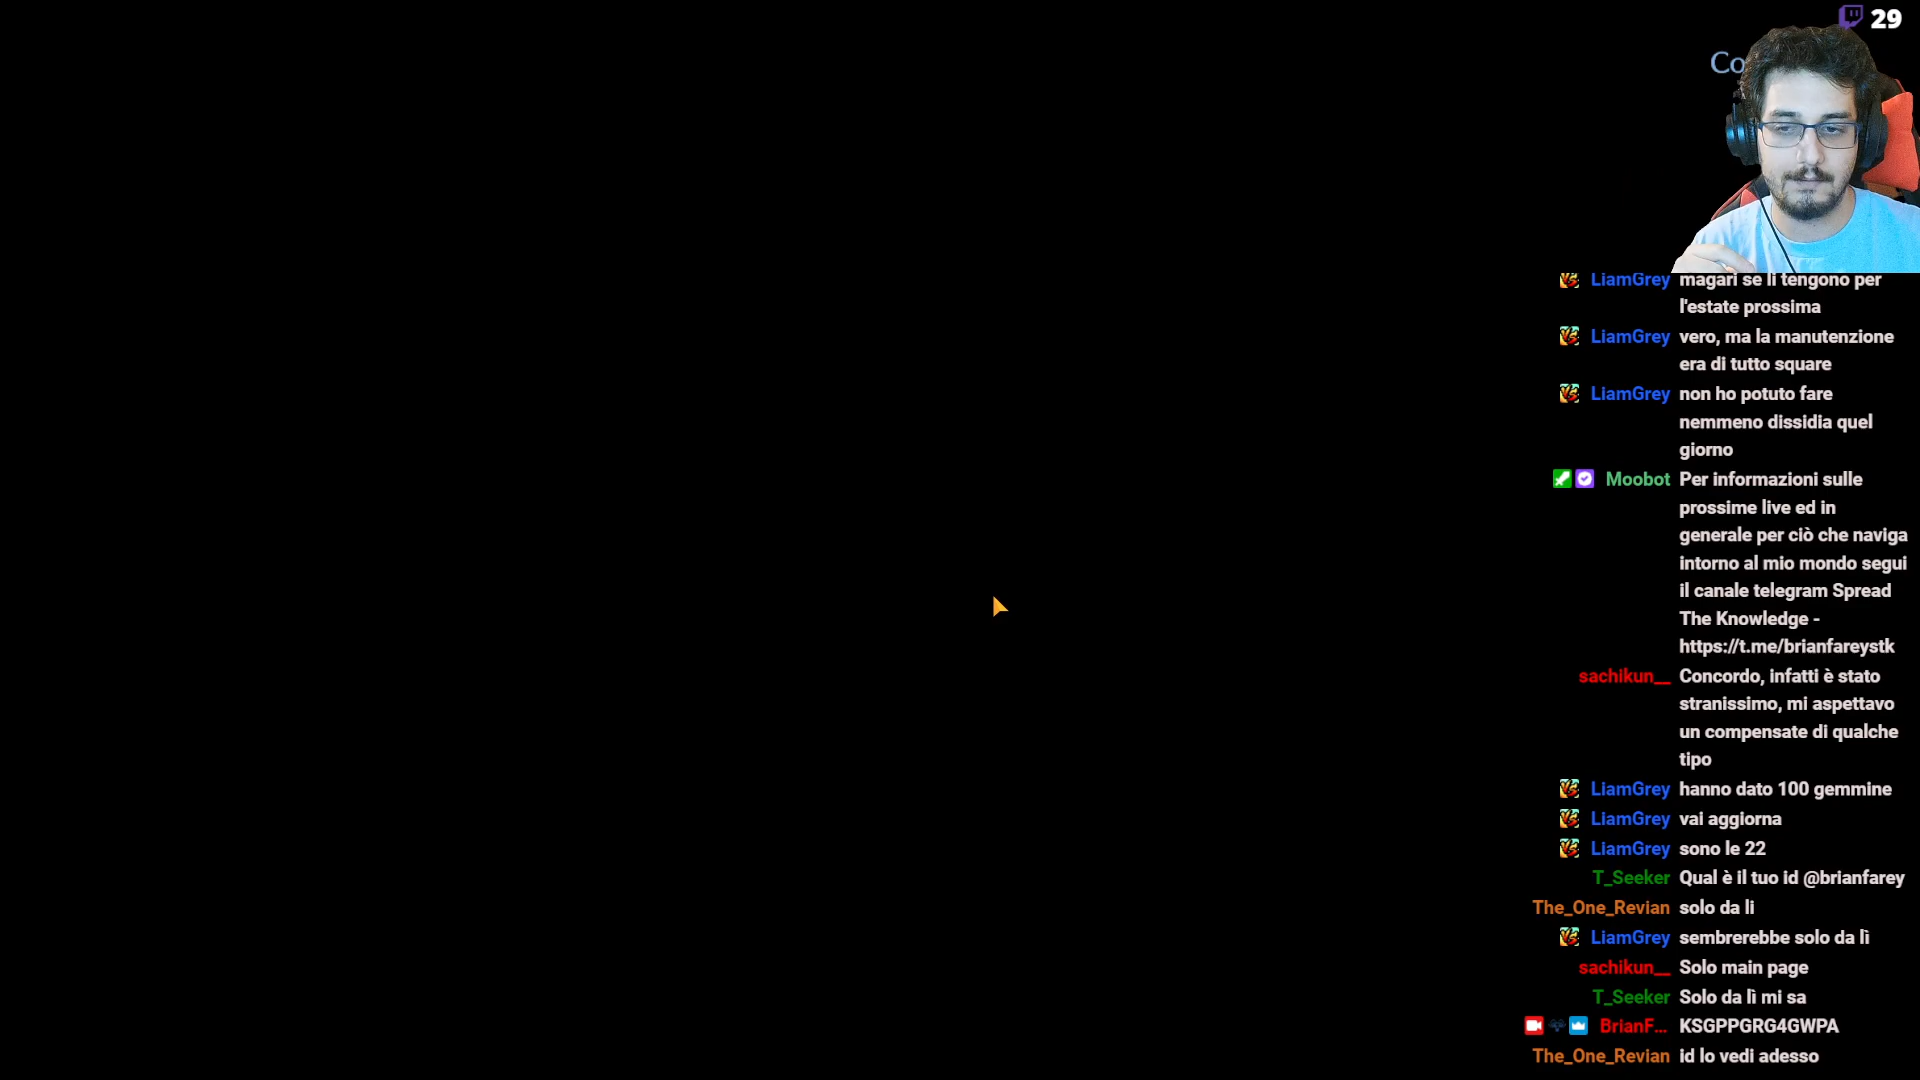 29
Co
LiamGrey magari se li tengono per
l'estate prossima
LiamGrey vero, ma la manutenzione
era di tutto square
LiamGrey non ho potuto fare
nemmeno dissidia quel
giorno
Moobot Per informazioni sulle
prossime live ed in
generale per ciò che naviga
intorno al mio mondo segui
il canale telegram Spread
The Knowledge -
https://t.me/brianfareystk
sachikun__ Concordo, infatti è stato
stranissimo, mi aspettavo
un compensate di qualche
tipo
LiamGrey hanno dato 100 gemmine
LiamGrey vai aggiorna
LiamGrey sono le 22
T_Seeker Qual è il tuo id @brianfarey
The_One_Revian solo da li
LiamGrey sembrerebbe solo da lì
sachikun__ Solo main page
T_Seeker Solo da lì mi sa
BrianF... KSGPPGRG4GWPA
The_One_Revian id lo vedi adesso